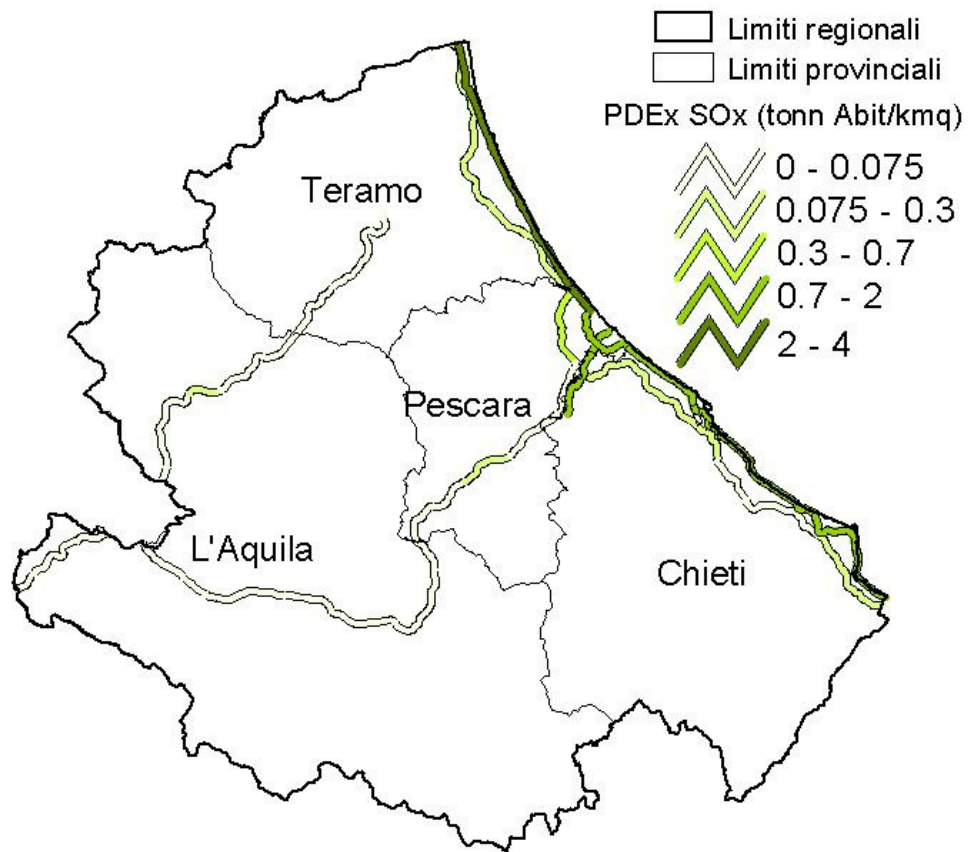 Limiti regionali
Limiti provinciali
PDEx SOx (tonn Abit/kmq)
0 - 0.075
0.075 - 0.3
0.3 - 0.7
0.7 - 2
2 - 4
Teramo
Pescara
L'Aquila
Chieti